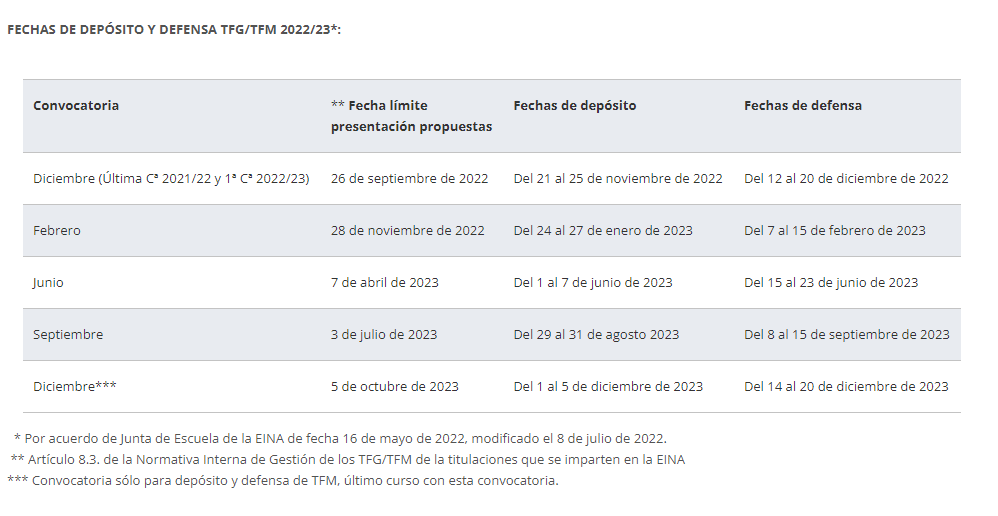 FECHAS DE DEPÓSITO Y DEFENSA TFG/TFM 2022/23*:
Convocatoria ** Fecha límite presentación propuestas Fechas de depósito Fechas de defensa
Diciembre (Última Cª 2021/22 y 1ª Cª 2022/23) 26 de septiembre de 2022 Del 21 al 25 de noviembre de 2022 Del 12 al 20 de diciembre de 2022
Febrero 28 de noviembre de 2022 Del 24 al 27 de enero de 2023 Del 7 al 15 de febrero de 2023
Junio 7 de abril de 2023 Del 1 al 7 de junio de 2023 Del 15 al 23 de junio de 2023
Septiembre 3 de julio de 2023 Del 29 al 31 de agosto 2023 Del 8 al 15 de septiembre de 2023
Diciembre*** 5 de octubre de 2023 Del 1 al 5 de diciembre de 2023 Del 14 al 20 de diciembre de 2023
* Por acuerdo de Junta de Escuela de la EINA de fecha 16 de mayo de 2022, modificado el 8 de julio de 2022.
** Artículo 8.3. de la Normativa Interna de Gestión de los TFG/TFM de la titulaciones que se imparten en la EINA
*** Convocatoria sólo para depósito y defensa de TFM, último curso con esta convocatoria.